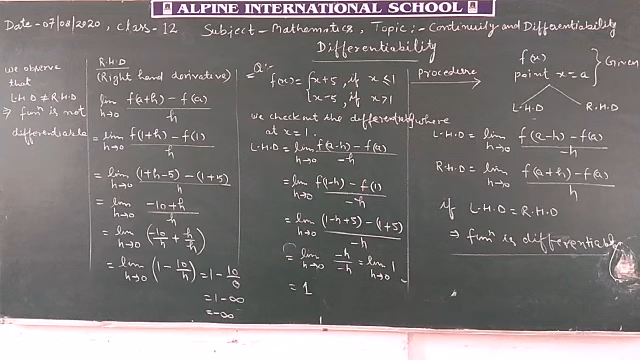 ALPINE INTERNATIONAL SCHOOL
Date - 07/08/2020, Class - 12 Subject - Mathematics, Topic :- Continuity and Differentiability
Differentiability
we observe
that
L.H.D ≠ R.H.D
⇒ funⁿ is not
differentiable
R.H.D
(Right hand derivative)
lim h→0 f(a+h) - f(a) / h
= lim h→0 f(1+h) - f(1) / h
= lim h→0 (1+h-5) - (1+5) / h
= lim h→0 -10+h / h
= lim h→0 (-10/h + h/h)
= lim h→0 (1 - 10/h) = 1 - 10/0
= 1 - ∞
= -∞
Qⁿ:- f(x) = { x+5, if x ≤ 1
x-5, if x > 1
we check out the differentiability where
at x = 1.
L.H.D = lim h→0 f(a-h) - f(a) / -h
= lim h→0 f(1-h) - f(1) / -h
= lim h→0 (1-h+5) - (1+5) / -h
= lim h→0 -h / -h = lim h→0 1
= 1
Procedure
f(x)
point x=a } Given
L.H.D R.H.D
L.H.D = lim h→0 f(a-h) - f(a) / -h
R.H.D = lim h→0 f(a+h) - f(a) / h
if L.H.D = R.H.D
⇒ funⁿ is differentiable